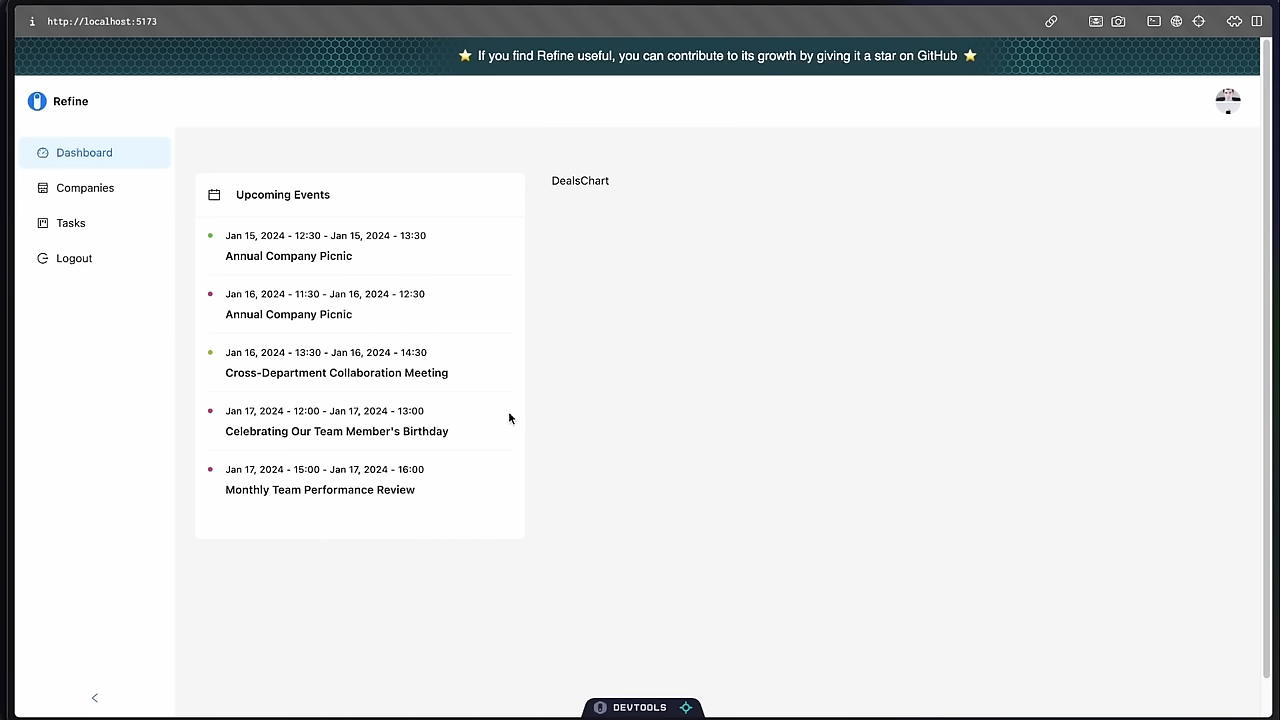 http://localhost:5173
⭐ If you find Refine useful, you can contribute to its growth by giving it a star on GitHub ⭐
Refine
Dashboard
Companies
Tasks
Logout
Upcoming Events
Jan 15, 2024 - 12:30 - Jan 15, 2024 - 13:30
Annual Company Picnic
Jan 16, 2024 - 11:30 - Jan 16, 2024 - 12:30
Annual Company Picnic
Jan 16, 2024 - 13:30 - Jan 16, 2024 - 14:30
Cross-Department Collaboration Meeting
Jan 17, 2024 - 12:00 - Jan 17, 2024 - 13:00
Celebrating Our Team Member's Birthday
Jan 17, 2024 - 15:00 - Jan 17, 2024 - 16:00
Monthly Team Performance Review
DealsChart
DEVTOOLS